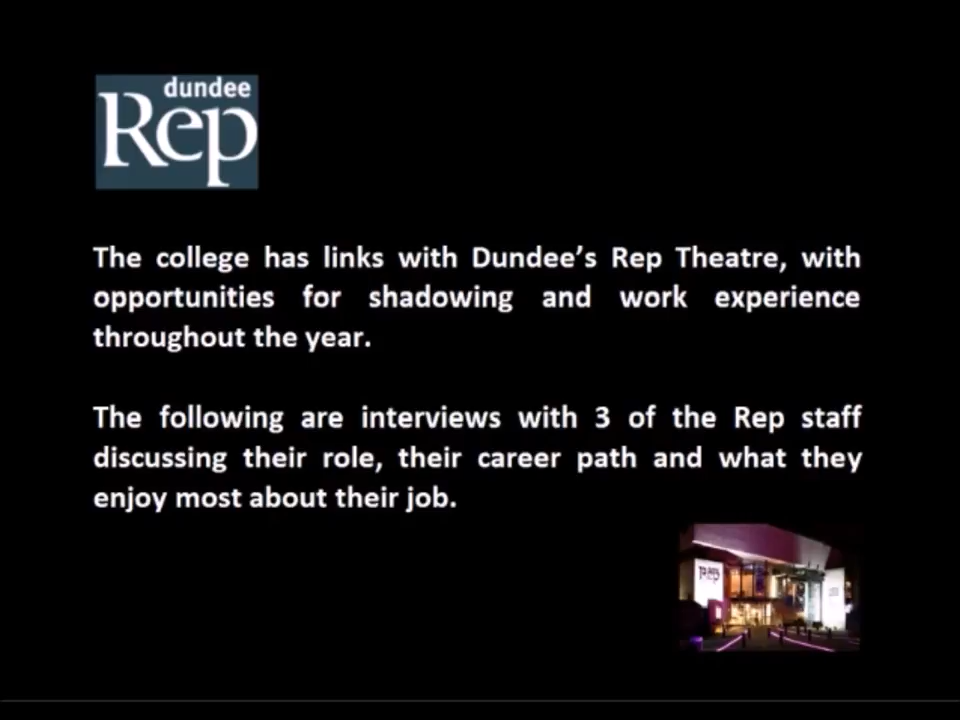 dundee
Rep
The college has links with Dundee’s Rep Theatre, with
opportunities for shadowing and work experience
throughout the year.
The following are interviews with 3 of the Rep staff
discussing their role, their career path and what they
enjoy most about their job.
Rep